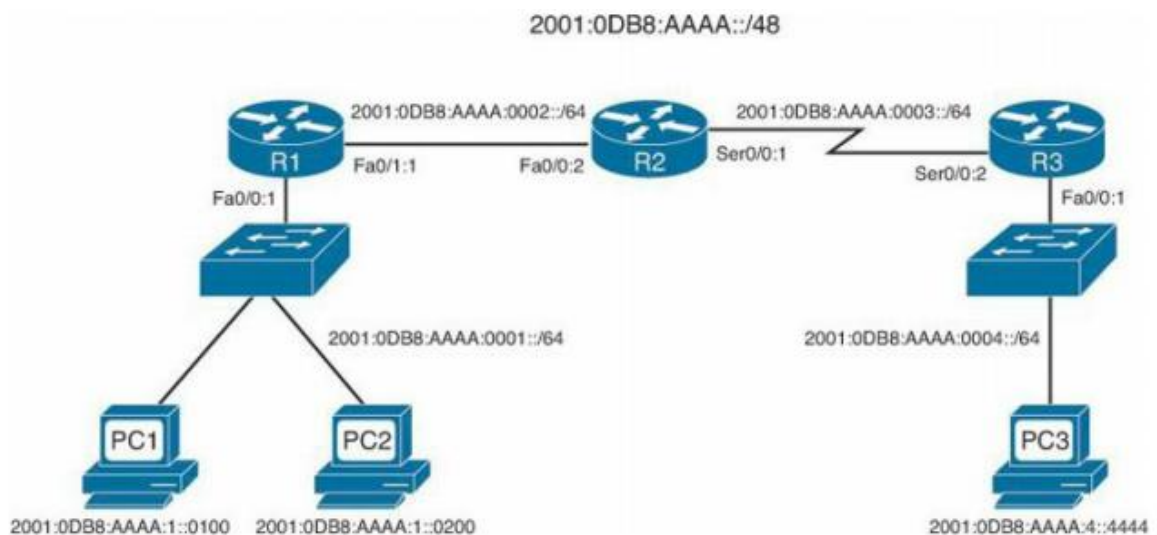 2001:0DB8:AAAA::/48
2001:0DB8:AAAA:0002::/64
2001:0DB8:AAAA:0003::/64
R1
R2
R3
Fa0/1:1
Fa0/0:2
Ser0/0:1
Ser0/0:2
Fa0/0:1
Fa0/0:1
2001:0DB8:AAAA:0001::/64
2001:0DB8:AAAA:0004::/64
PC1
PC2
PC3
2001:0DB8:AAAA:1::0100
2001:0DB8:AAAA:1::0200
2001:0DB8:AAAA:4::4444